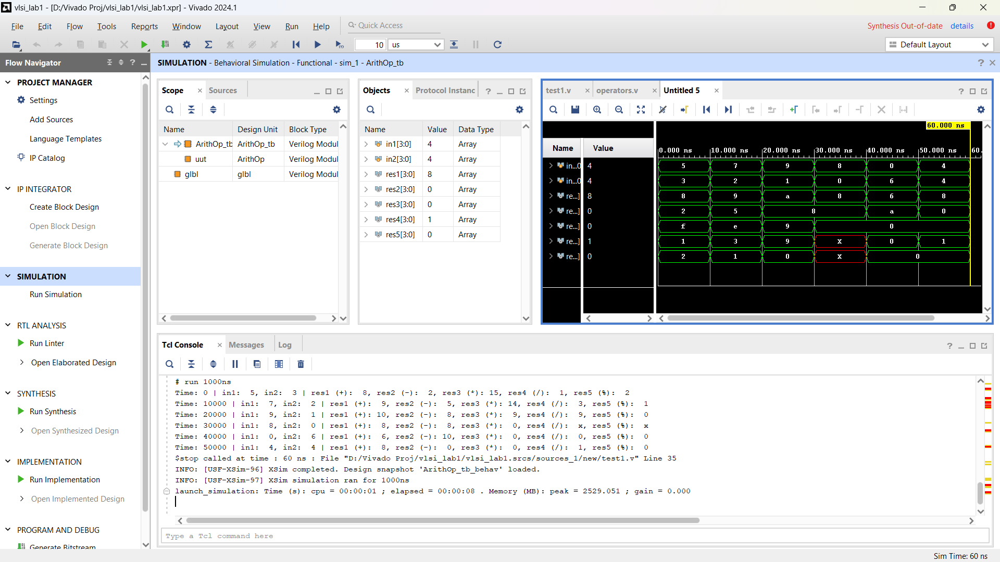 vlsi_lab1 - [D:/Vivado Proj/vlsi_lab1/vlsi_lab1.xpr] - Vivado 2024.1
File Edit Flow Tools Reports Window Layout View Run Help Quick Access
Synthesis Out-of-date details
10 us
Default Layout
Flow Navigator
SIMULATION - Behavioral Simulation - Functional - sim_1 - ArithOp_tb
PROJECT MANAGER
Settings
Add Sources
Language Templates
IP Catalog
IP INTEGRATOR
Create Block Design
Open Block Design
Generate Block Design
SIMULATION
Run Simulation
RTL ANALYSIS
Run Linter
Open Elaborated Design
SYNTHESIS
Run Synthesis
Open Synthesized Design
IMPLEMENTATION
Run Implementation
Open Implemented Design
PROGRAM AND DEBUG
Generate Bitstream
Scope Sources
Name Design Unit Block Type
ArithOp_tb ArithOp_tb Verilog Modul
uut ArithOp Verilog Modul
glbl glbl Verilog Modul
Objects Protocol Instanc
Name Value Data Type
in1[3:0] 4 Array
in2[3:0] 4 Array
res1[3:0] 8 Array
res2[3:0] 0 Array
res3[3:0] 0 Array
res4[3:0] 1 Array
res5[3:0] 0 Array
test1.v operators.v Untitled 5
60.000 ns
Name Value
0.000 ns 10.000 ns 20.000 ns 30.000 ns 40.000 ns 50.000 ns 60.
in...0 4 5 7 9 8 0 4
in...0 4 3 2 1 0 6 4
re...] 8 8 9 a 8 6 8
re...] 0 2 5 8 a 0
re...] 0 f e 9 0
re...] 1 1 3 9 X 0 1
re...] 0 2 1 0 X 0
Tcl Console Messages Log
# run 1000ns
Time: 0 | in1:  5, in2:  3 | res1 (+):  8, res2 (-):  2, res3 (*): 15, res4 (/):  1, res5 (%):  2
Time: 10000 | in1:  7, in2:  2 | res1 (+):  9, res2 (-):  5, res3 (*): 14, res4 (/):  3, res5 (%):  1
Time: 20000 | in1:  9, in2:  1 | res1 (+): 10, res2 (-):  8, res3 (*):  9, res4 (/):  9, res5 (%):  0
Time: 30000 | in1:  8, in2:  0 | res1 (+):  8, res2 (-):  8, res3 (*):  0, res4 (/):  x, res5 (%):  x
Time: 40000 | in1:  0, in2:  6 | res1 (+):  6, res2 (-): 10, res3 (*):  0, res4 (/):  0, res5 (%):  0
Time: 50000 | in1:  4, in2:  4 | res1 (+):  8, res2 (-):  0, res3 (*):  0, res4 (/):  1, res5 (%):  0
$stop called at time : 60 ns : File "D:/Vivado Proj/vlsi_lab1/vlsi_lab1.srcs/sources_1/new/test1.v" Line 35
INFO: [USF-XSim-96] XSim completed. Design snapshot 'ArithOp_tb_behav' loaded.
INFO: [USF-XSim-97] XSim simulation ran for 1000ns
launch_simulation: Time (s): cpu = 00:00:01 ; elapsed = 00:00:08 . Memory (MB): peak = 2529.051 ; gain = 0.000
Type a Tcl command here
Sim Time: 60 ns